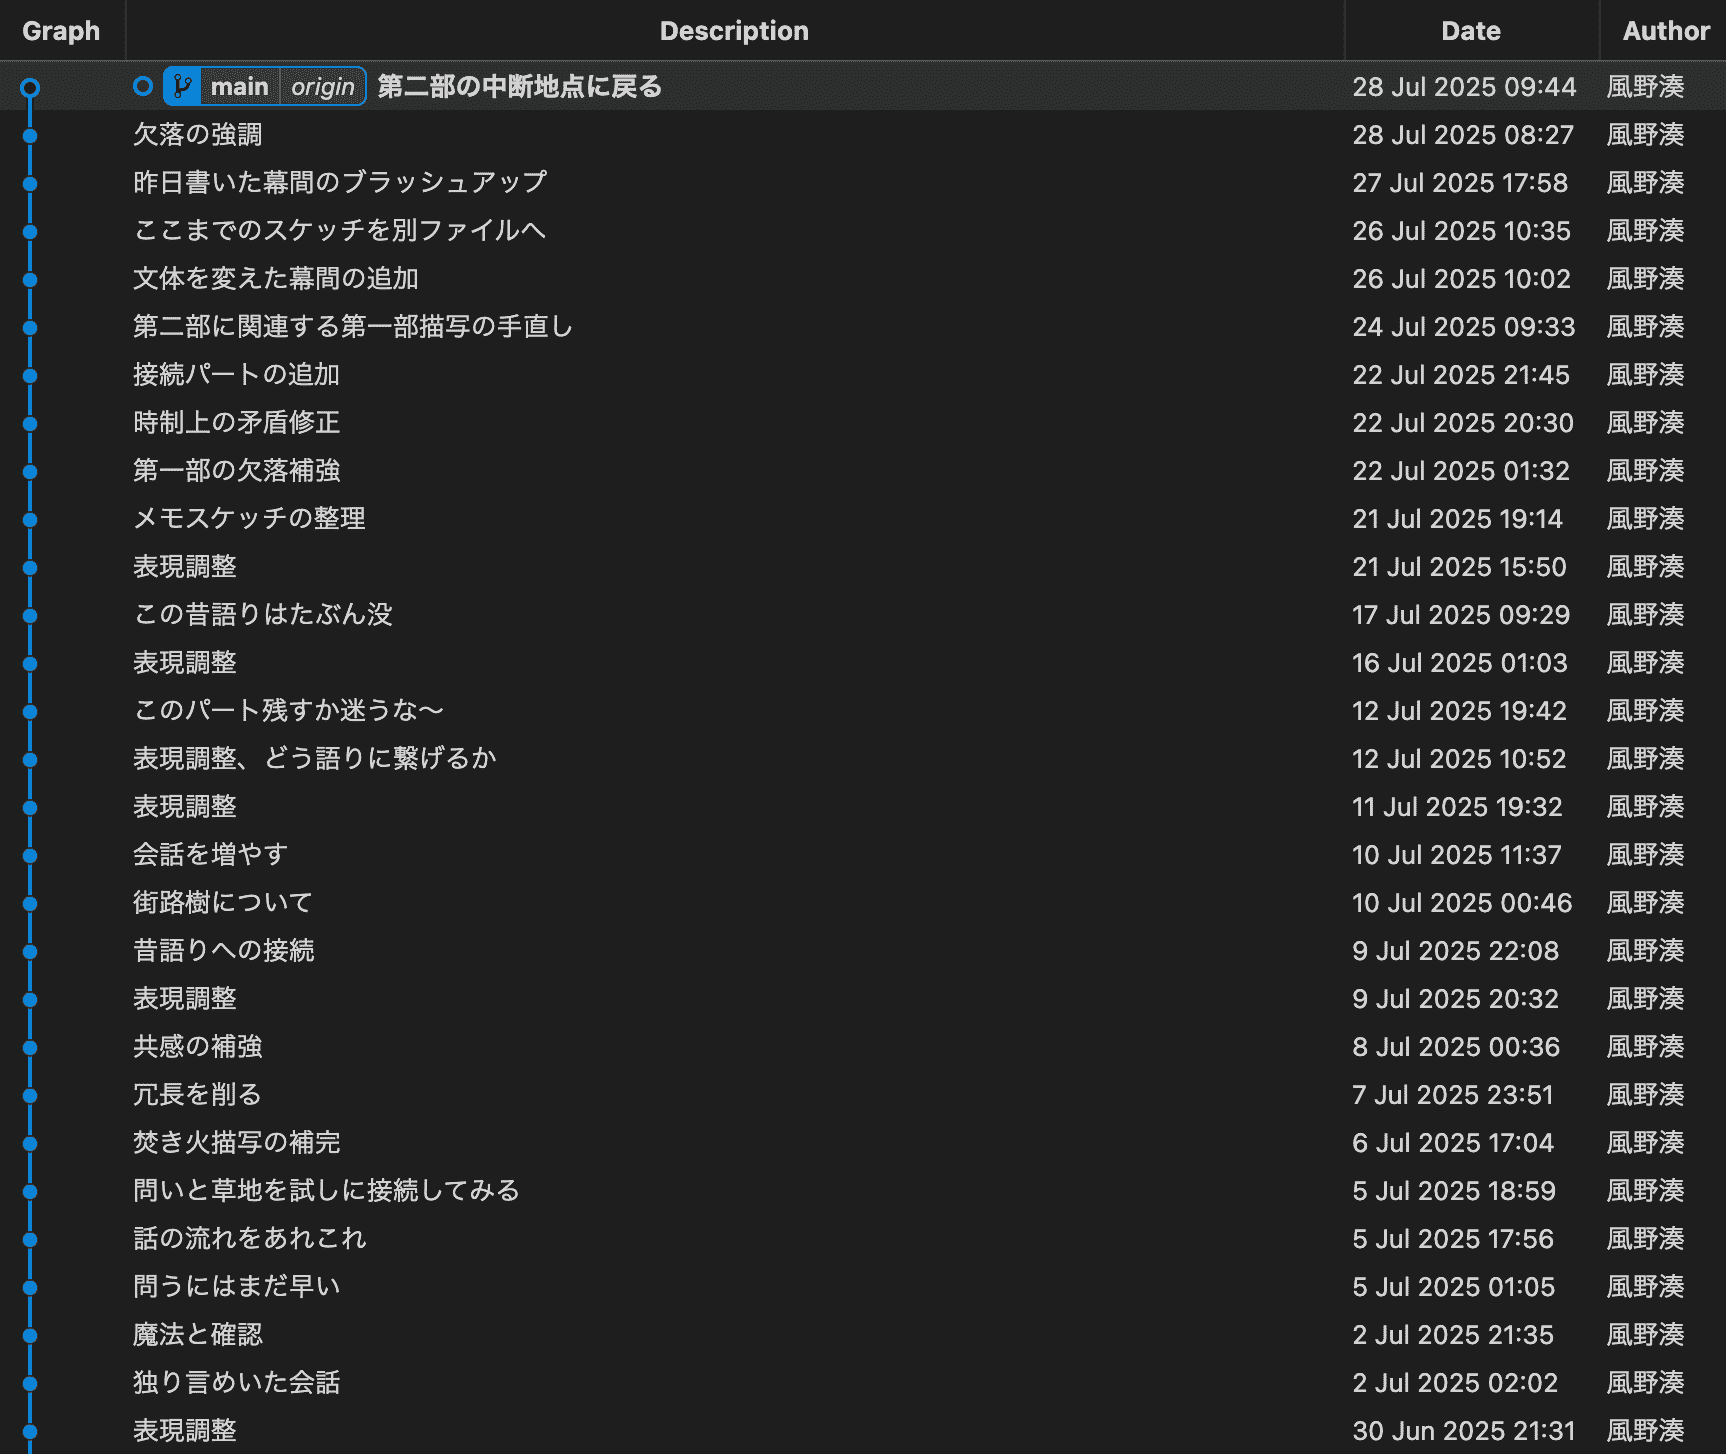 Graph Description Date Author
main origin 第二部の中断地点に戻る 28 Jul 2025 09:44 風野湊
欠落の強調 28 Jul 2025 08:27 風野湊
昨日書いた幕間のブラッシュアップ 27 Jul 2025 17:58 風野湊
ここまでのスケッチを別ファイルへ 26 Jul 2025 10:35 風野湊
文体を変えた幕間の追加 26 Jul 2025 10:02 風野湊
第二部に関連する第一部描写の手直し 24 Jul 2025 09:33 風野湊
接続パートの追加 22 Jul 2025 21:45 風野湊
時制上の矛盾修正 22 Jul 2025 20:30 風野湊
第一部の欠落補強 22 Jul 2025 01:32 風野湊
メモスケッチの整理 21 Jul 2025 19:14 風野湊
表現調整 21 Jul 2025 15:50 風野湊
この昔語りはたぶん没 17 Jul 2025 09:29 風野湊
表現調整 16 Jul 2025 01:03 風野湊
このパート残すか迷うな〜 12 Jul 2025 19:42 風野湊
表現調整、どう語りに繋げるか 12 Jul 2025 10:52 風野湊
表現調整 11 Jul 2025 19:32 風野湊
会話を増やす 10 Jul 2025 11:37 風野湊
街路樹について 10 Jul 2025 00:46 風野湊
昔語りへの接続 9 Jul 2025 22:08 風野湊
表現調整 9 Jul 2025 20:32 風野湊
共感の補強 8 Jul 2025 00:36 風野湊
冗長を削る 7 Jul 2025 23:51 風野湊
焚き火描写の補完 6 Jul 2025 17:04 風野湊
問いと草地を試しに接続してみる 5 Jul 2025 18:59 風野湊
話の流れをあれこれ 5 Jul 2025 17:56 風野湊
問うにはまだ早い 5 Jul 2025 01:05 風野湊
魔法と確認 2 Jul 2025 21:35 風野湊
独り言めいた会話 2 Jul 2025 02:02 風野湊
表現調整 30 Jun 2025 21:31 風野湊